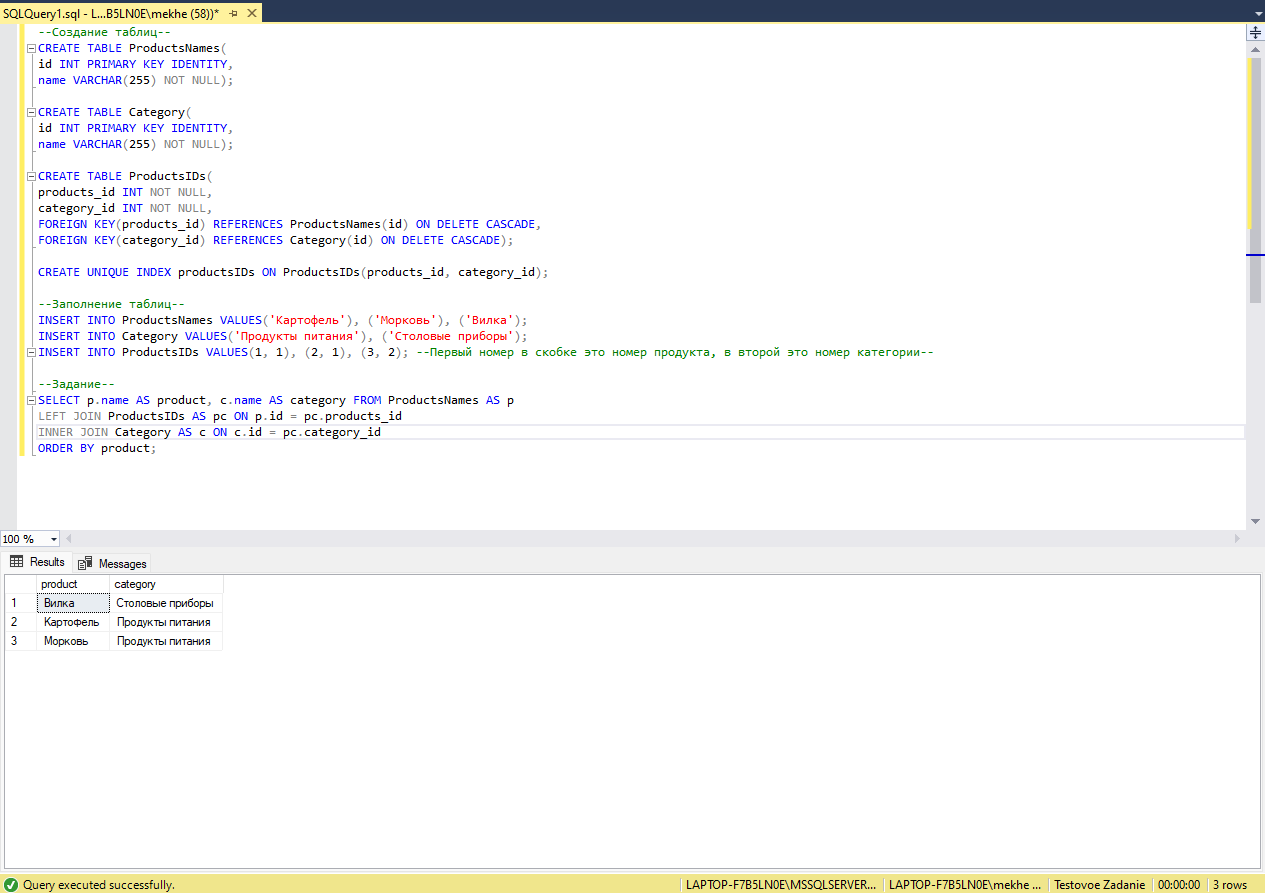 SQLQuery1.sql - L...B5LN0E\mekhe (58))*
--Создание таблиц--
CREATE TABLE ProductsNames(
id INT PRIMARY KEY IDENTITY,
name VARCHAR(255) NOT NULL);
CREATE TABLE Category(
id INT PRIMARY KEY IDENTITY,
name VARCHAR(255) NOT NULL);
CREATE TABLE ProductsIDs(
products_id INT NOT NULL,
category_id INT NOT NULL,
FOREIGN KEY(products_id) REFERENCES ProductsNames(id) ON DELETE CASCADE,
FOREIGN KEY(category_id) REFERENCES Category(id) ON DELETE CASCADE);
CREATE UNIQUE INDEX productsIDs ON ProductsIDs(products_id, category_id);
--Заполнение таблиц--
INSERT INTO ProductsNames VALUES('Картофель'), ('Морковь'), ('Вилка');
INSERT INTO Category VALUES('Продукты питания'), ('Столовые приборы');
INSERT INTO ProductsIDs VALUES(1, 1), (2, 1), (3, 2); --Первый номер в скобке это номер продукта, в второй это номер категории--
--Задание--
SELECT p.name AS product, c.name AS category FROM ProductsNames AS p
LEFT JOIN ProductsIDs AS pc ON p.id = pc.products_id
INNER JOIN Category AS c ON c.id = pc.category_id
ORDER BY product;
100 %
Results Messages
product category
1 Вилка Столовые приборы
2 Картофель Продукты питания
3 Морковь Продукты питания
Query executed successfully. LAPTOP-F7B5LN0E\MSSQLSERVER... LAPTOP-F7B5LN0E\mekhe ... Testovoe Zadanie 00:00:00 3 rows